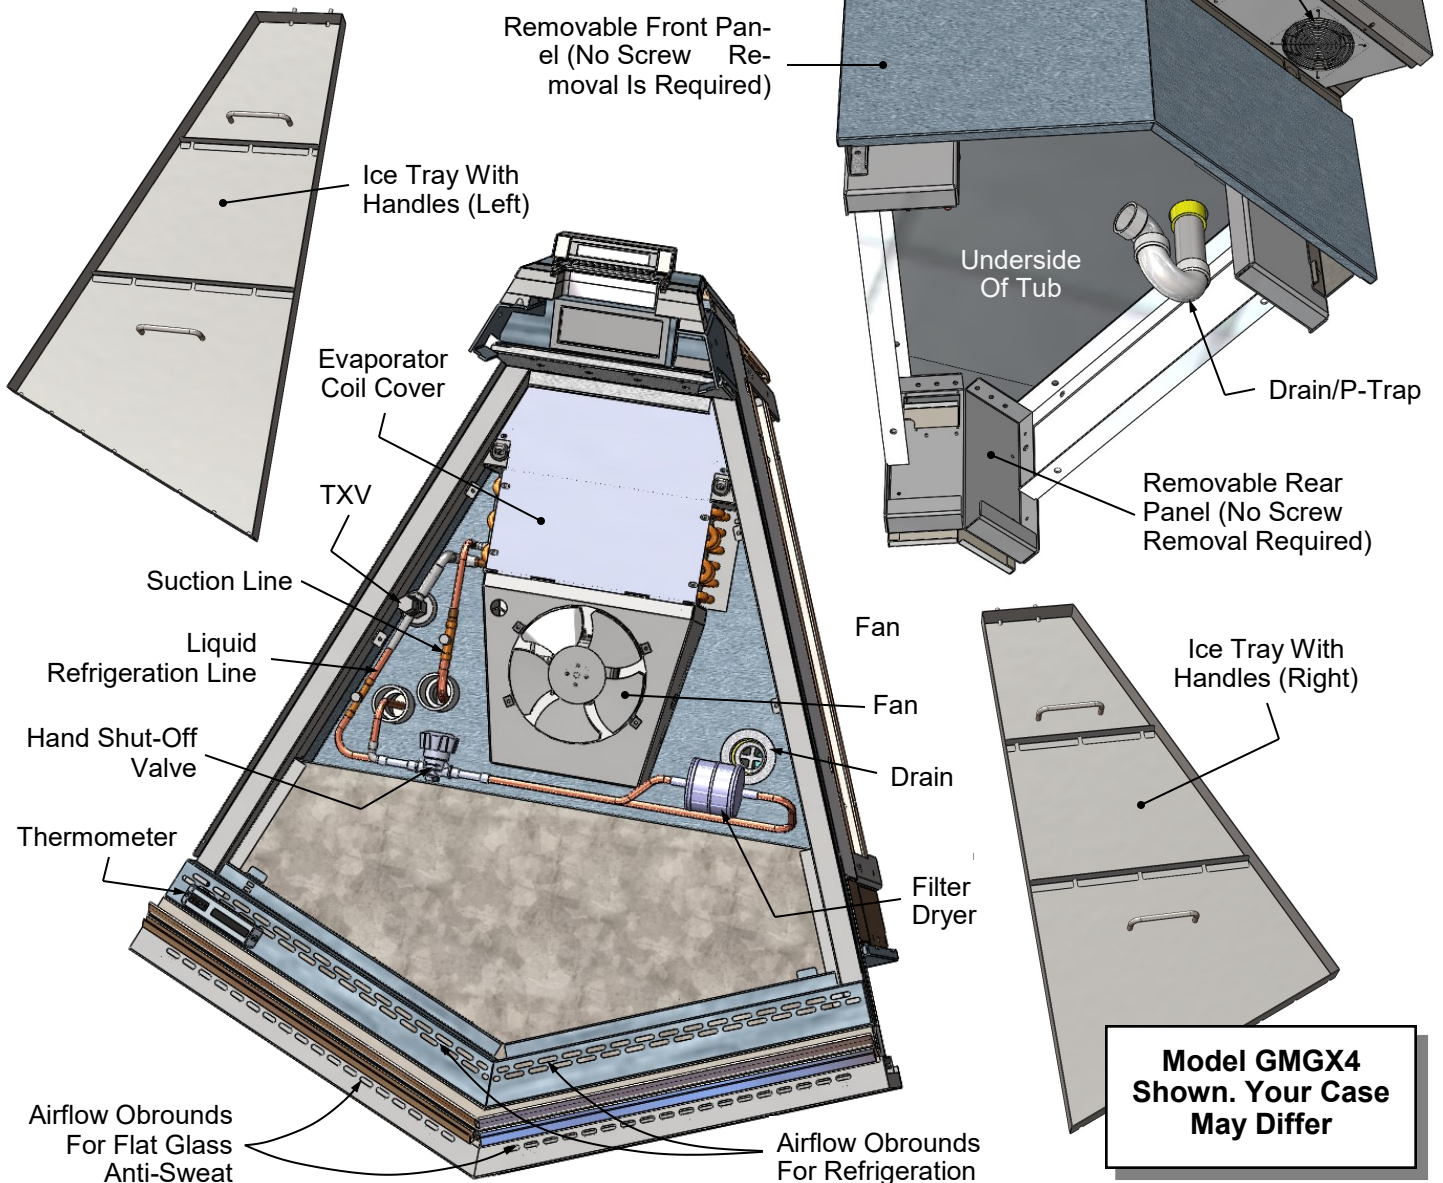 Removable Front Pan-
el (No Screw Re-
moval Is Required)
Ice Tray With
Handles (Left)
Underside
Of Tub
Evaporator
Coil Cover
Drain/P-Trap
TXV
Removable Rear
Panel (No Screw
Removal Required)
Suction Line
Liquid
Refrigeration Line
Fan
Ice Tray With
Handles (Right)
Fan
Hand Shut-Off
Valve
Drain
Thermometer
Filter
Dryer
Model GMGX4
Shown. Your Case
May Differ
Airflow Obrounds
For Flat Glass
Anti-Sweat
Airflow Obrounds
For Refrigeration